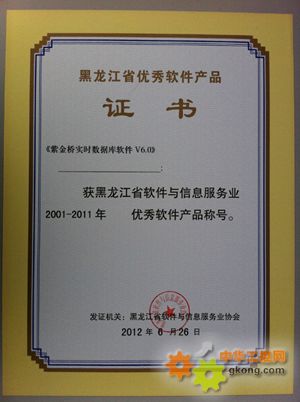 黑龙江省优秀软件产品
证书
《紫金桥实时数据库软件 V6.0》
:
获黑龙江省软件与信息服务业
2001-2011 年 优秀软件产品称号。
发证机关：黑龙江省软件与信息服务业协会
2012 年 6 月 26 日
中华工控网
gkong.com